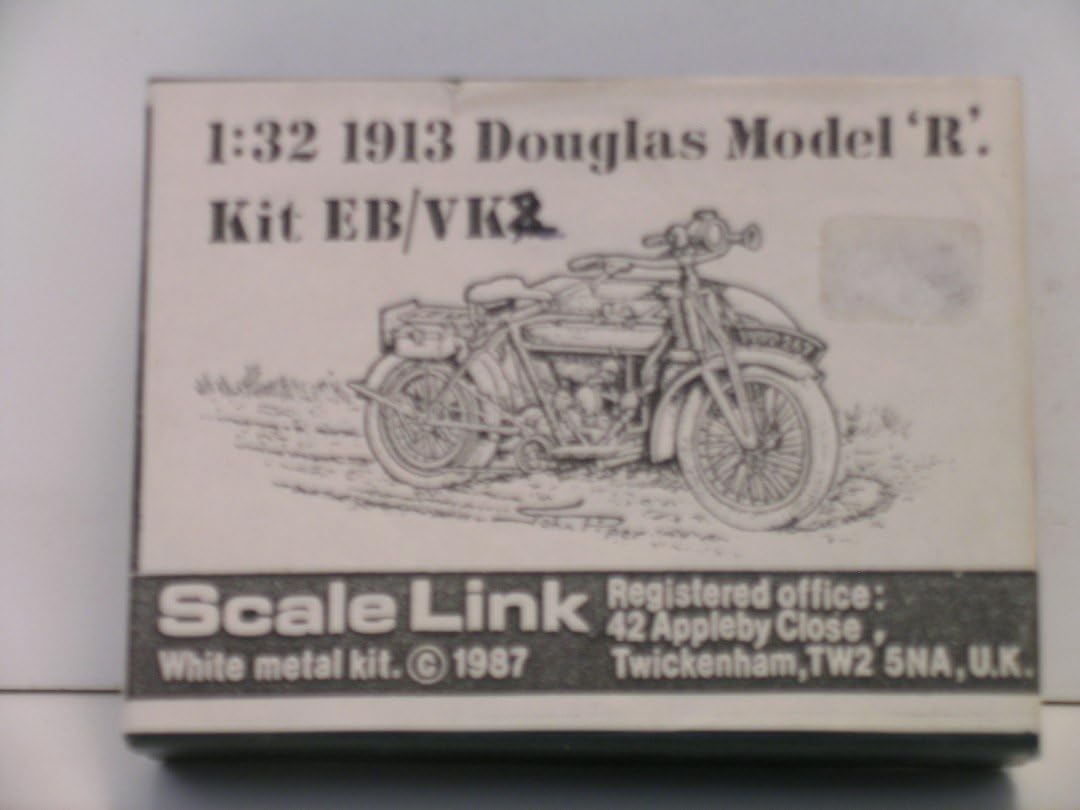 1:32 1913 Douglas Model 'R'.
Kit EB/VK2
Scale Link
White metal kit. © 1987
Registered office:
42 Appleby Close,
Twickenham, TW2 5NA, U.K.